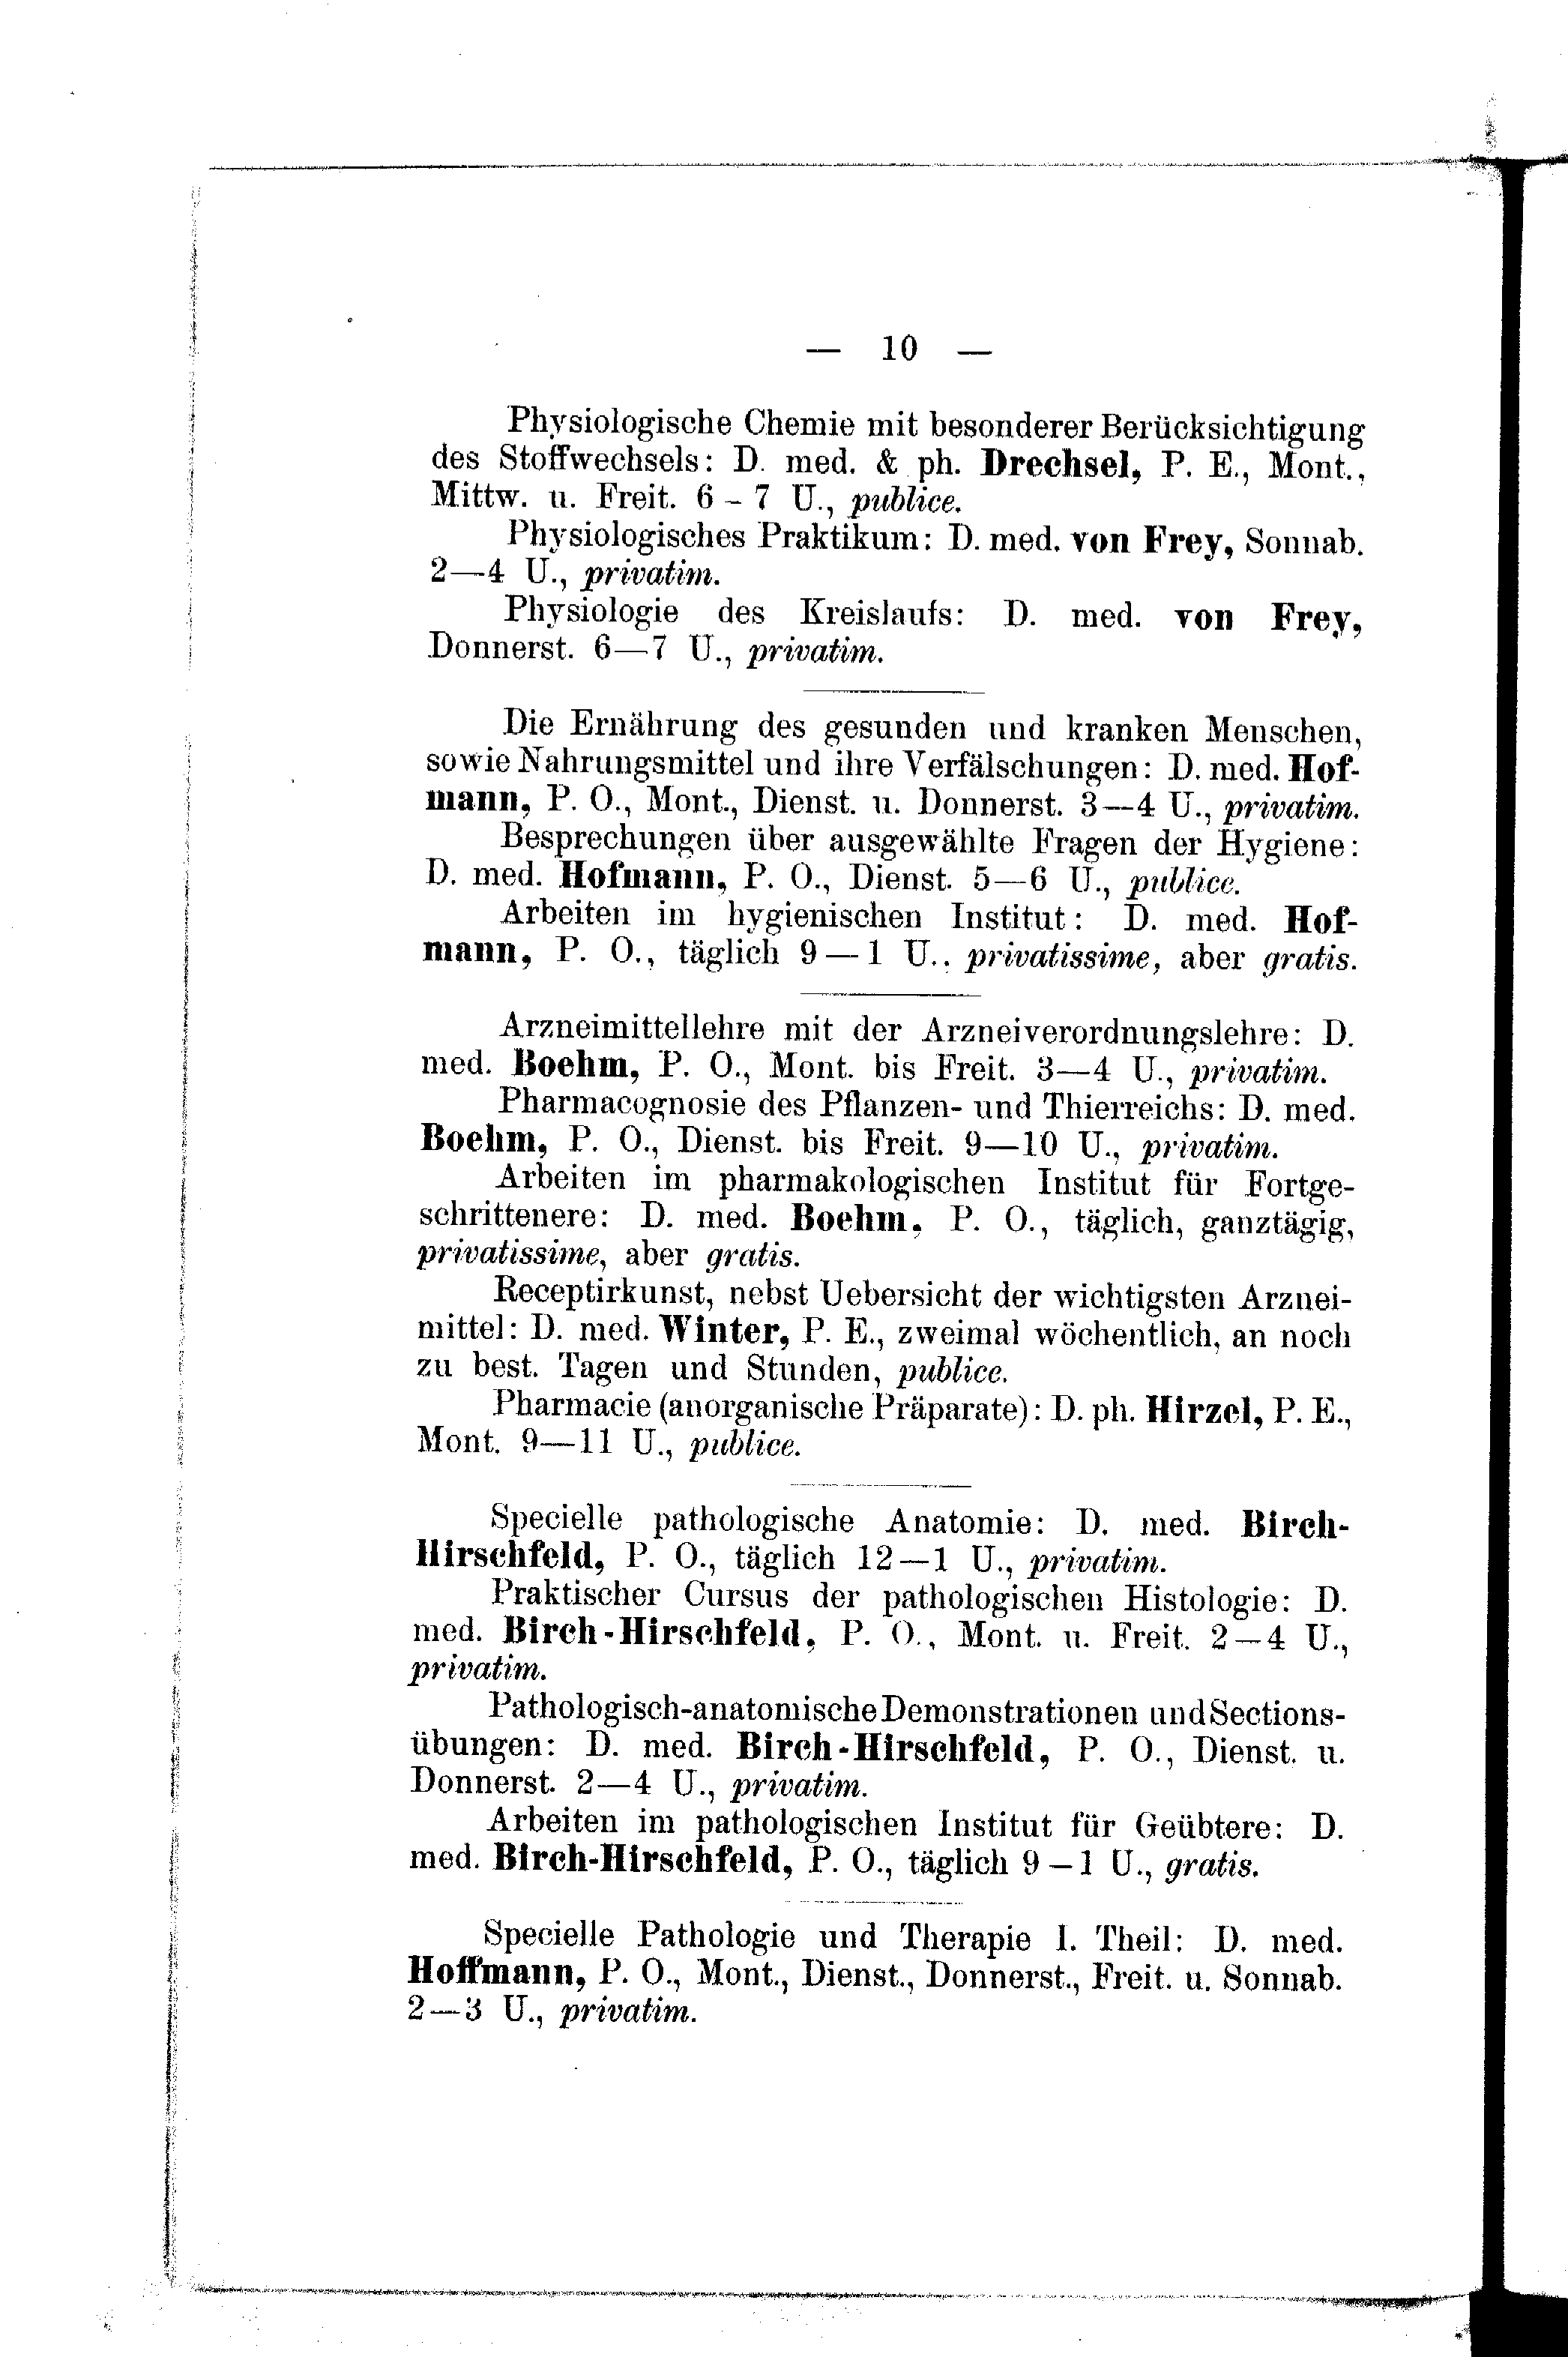 — 10 —
Physiologische Chemie mit besonderer Berücksichtigung
des Stoffwechsels: D. med. & ph. Drechsel, P. E., Mont.,
Mittw. u. Freit. 6 – 7 U., publice.
Physiologisches Praktikum: D. med. von Frey, Sonnab.
2—4 U., privatim.
Physiologie des Kreislaufs: D. med. von Frey,
Donnerst. 6—7 U., privatim.
Die Ernährung des gesunden und kranken Menschen,
sowie Nahrungsmittel und ihre Verfälschungen: D. med. Hof-
mann, P. O., Mont., Dienst. u. Donnerst. 3—4 U., privatim.
Besprechungen über ausgewählte Fragen der Hygiene:
D. med. Hofmann, P. O., Dienst. 5—6 U., publice.
Arbeiten im hygienischen Institut: D. med. Hof-
mann, P. O., täglich 9 — 1 U., privatissime, aber gratis.
Arzneimittellehre mit der Arzneiverordnungslehre: D.
med. Boehm, P. O., Mont. bis Freit. 3—4 U., privatim.
Pharmacognosie des Pflanzen- und Thierreichs: D. med.
Boehm, P. O., Dienst. bis Freit. 9—10 U., privatim.
Arbeiten im pharmakologischen Institut für Fortge-
schrittenere: D. med. Boehm, P. O., täglich, ganztägig,
privatissime, aber gratis.
Receptirkunst, nebst Uebersicht der wichtigsten Arznei-
mittel: D. med. Winter, P. E., zweimal wöchentlich, an noch
zu best. Tagen und Stunden, publice.
Pharmacie (anorganische Präparate): D. ph. Hirzel, P. E.,
Mont. 9—11 U., publice.
Specielle pathologische Anatomie: D. med. Birch-
Hirschfeld, P. O., täglich 12—1 U., privatim.
Praktischer Cursus der pathologischen Histologie: D.
med. Birch-Hirschfeld, P. O., Mont. u. Freit. 2—4 U.,
privatim.
Pathologisch-anatomische Demonstrationen und Sections-
übungen: D. med. Birch-Hirschfeld, P. O., Dienst. u.
Donnerst. 2—4 U., privatim.
Arbeiten im pathologischen Institut für Geübtere: D.
med. Birch-Hirschfeld, P. O., täglich 9 – 1 U., gratis.
Specielle Pathologie und Therapie I. Theil: D. med.
Hoffmann, P. O., Mont., Dienst., Donnerst., Freit. u. Sonnab.
2—3 U., privatim.